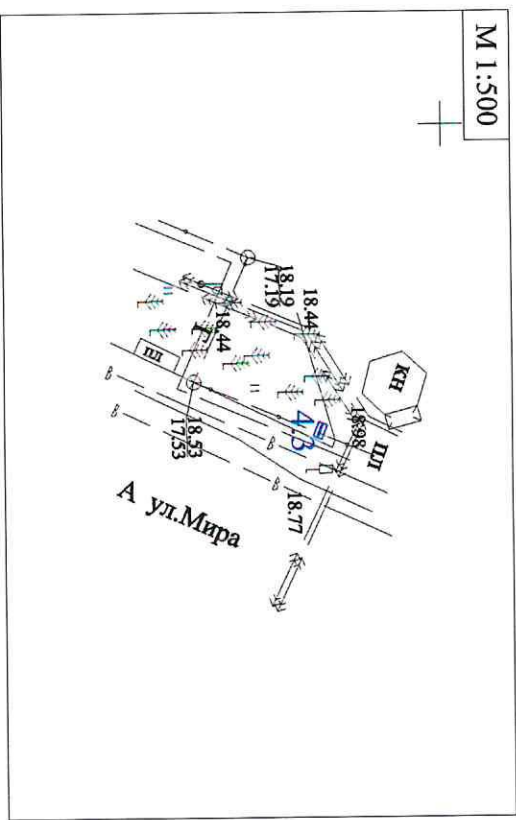 М 1:500
КН
ПЛ
18.98
18.44
18.19
17.19
18.44
Г
4.3
18.77
ПЛ
18.53
17.53
В
В
В
В
А ул.Мира